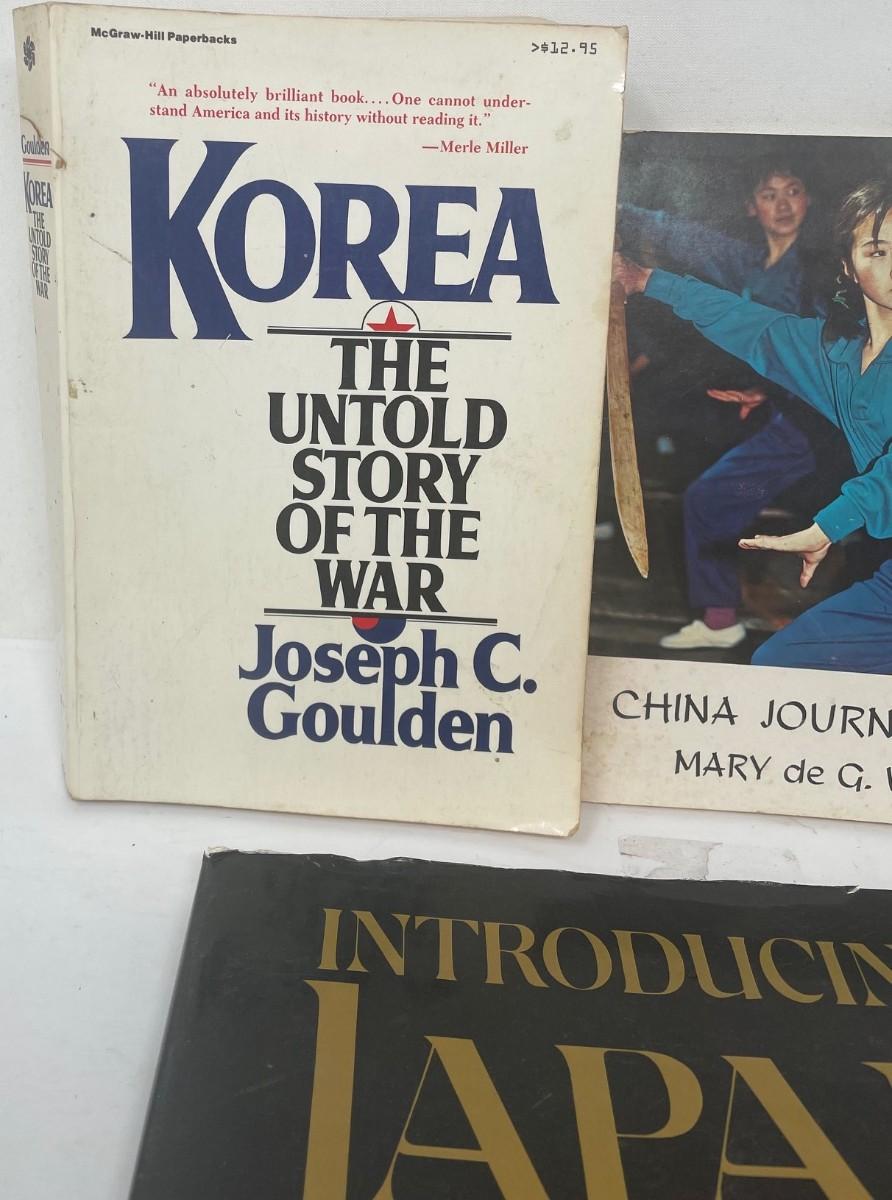 McGraw-Hill Paperbacks
>$12.95
“An absolutely brilliant book....One cannot under-
stand America and its history without reading it.”
—Merle Miller
KOREA
THE
UNTOLD
STORY
OF THE
WAR
Joseph C.
Goulden
Goulden
KOREA
THE
UNTOLD
STORY
OF THE
WAR
CHINA JOURN
MARY de G.
INTRODUCIN
JAPA